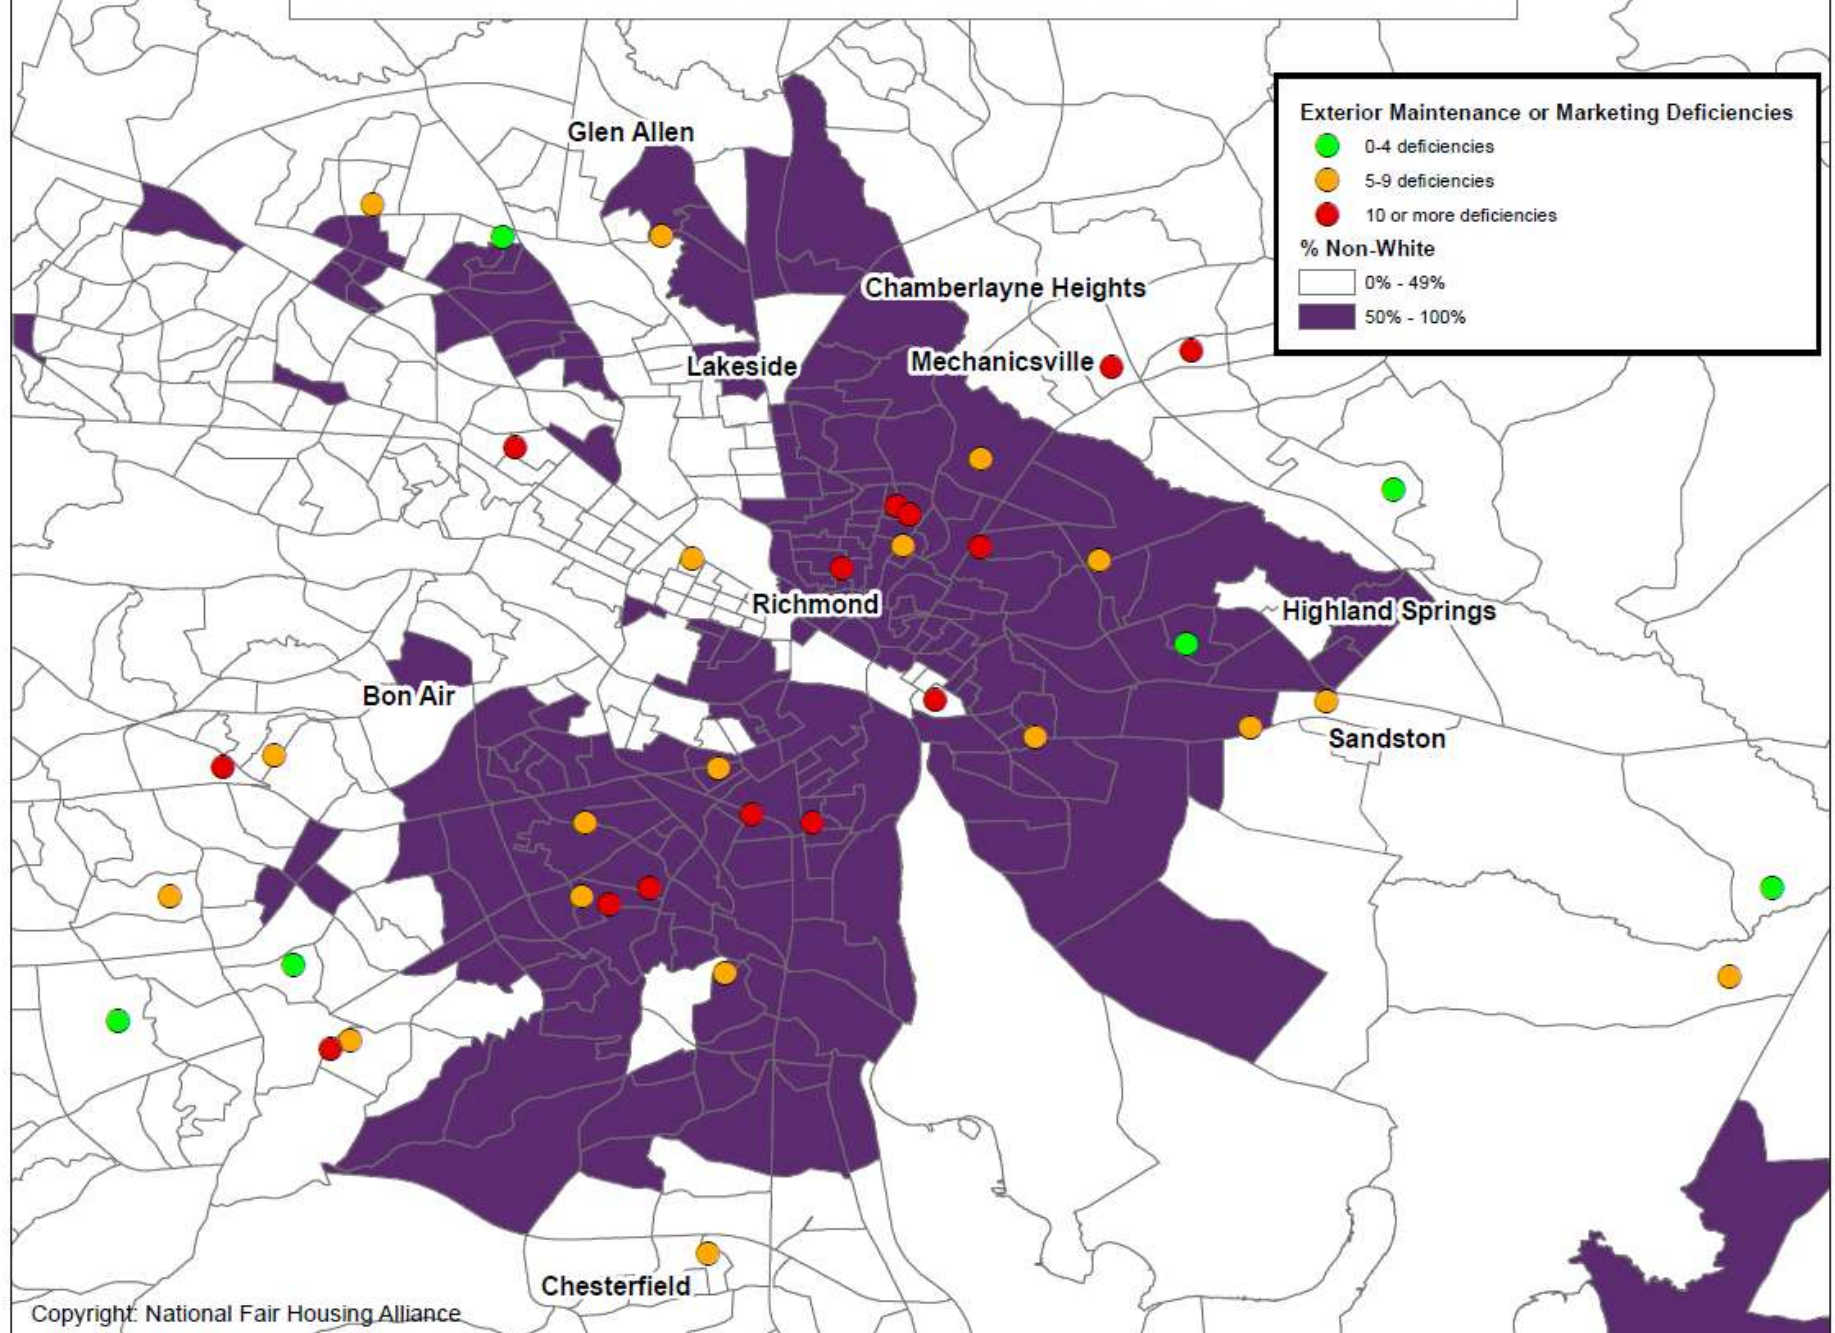 Glen Allen
Exterior Maintenance or Marketing Deficiencies
0-4 deficiencies
5-9 deficiencies
10 or more deficiencies
% Non-White
0% - 49%
50% - 100%
Chamberlayne Heights
Lakeside
Mechanicsville
Richmond
Highland Springs
Bon Air
Sandston
Chesterfield
Copyright: National Fair Housing Alliance